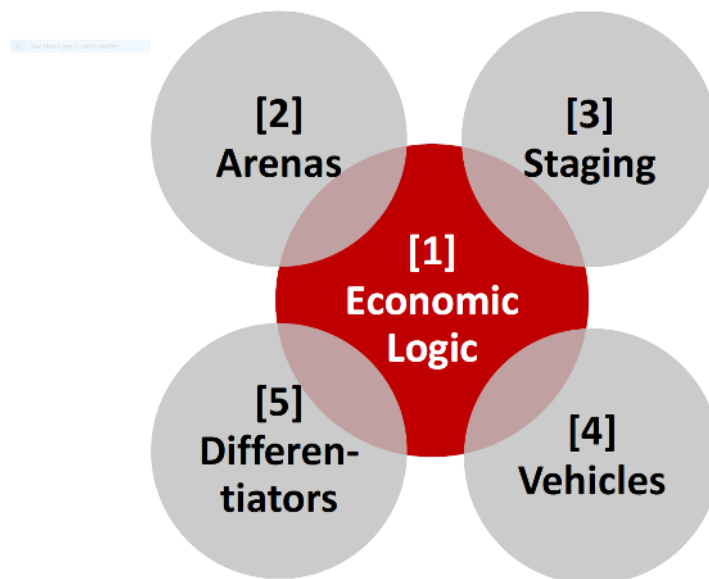 [2]
Arenas
[3]
Staging
[1]
Economic
Logic
[5]
Differen-
tiators
[4]
Vehicles